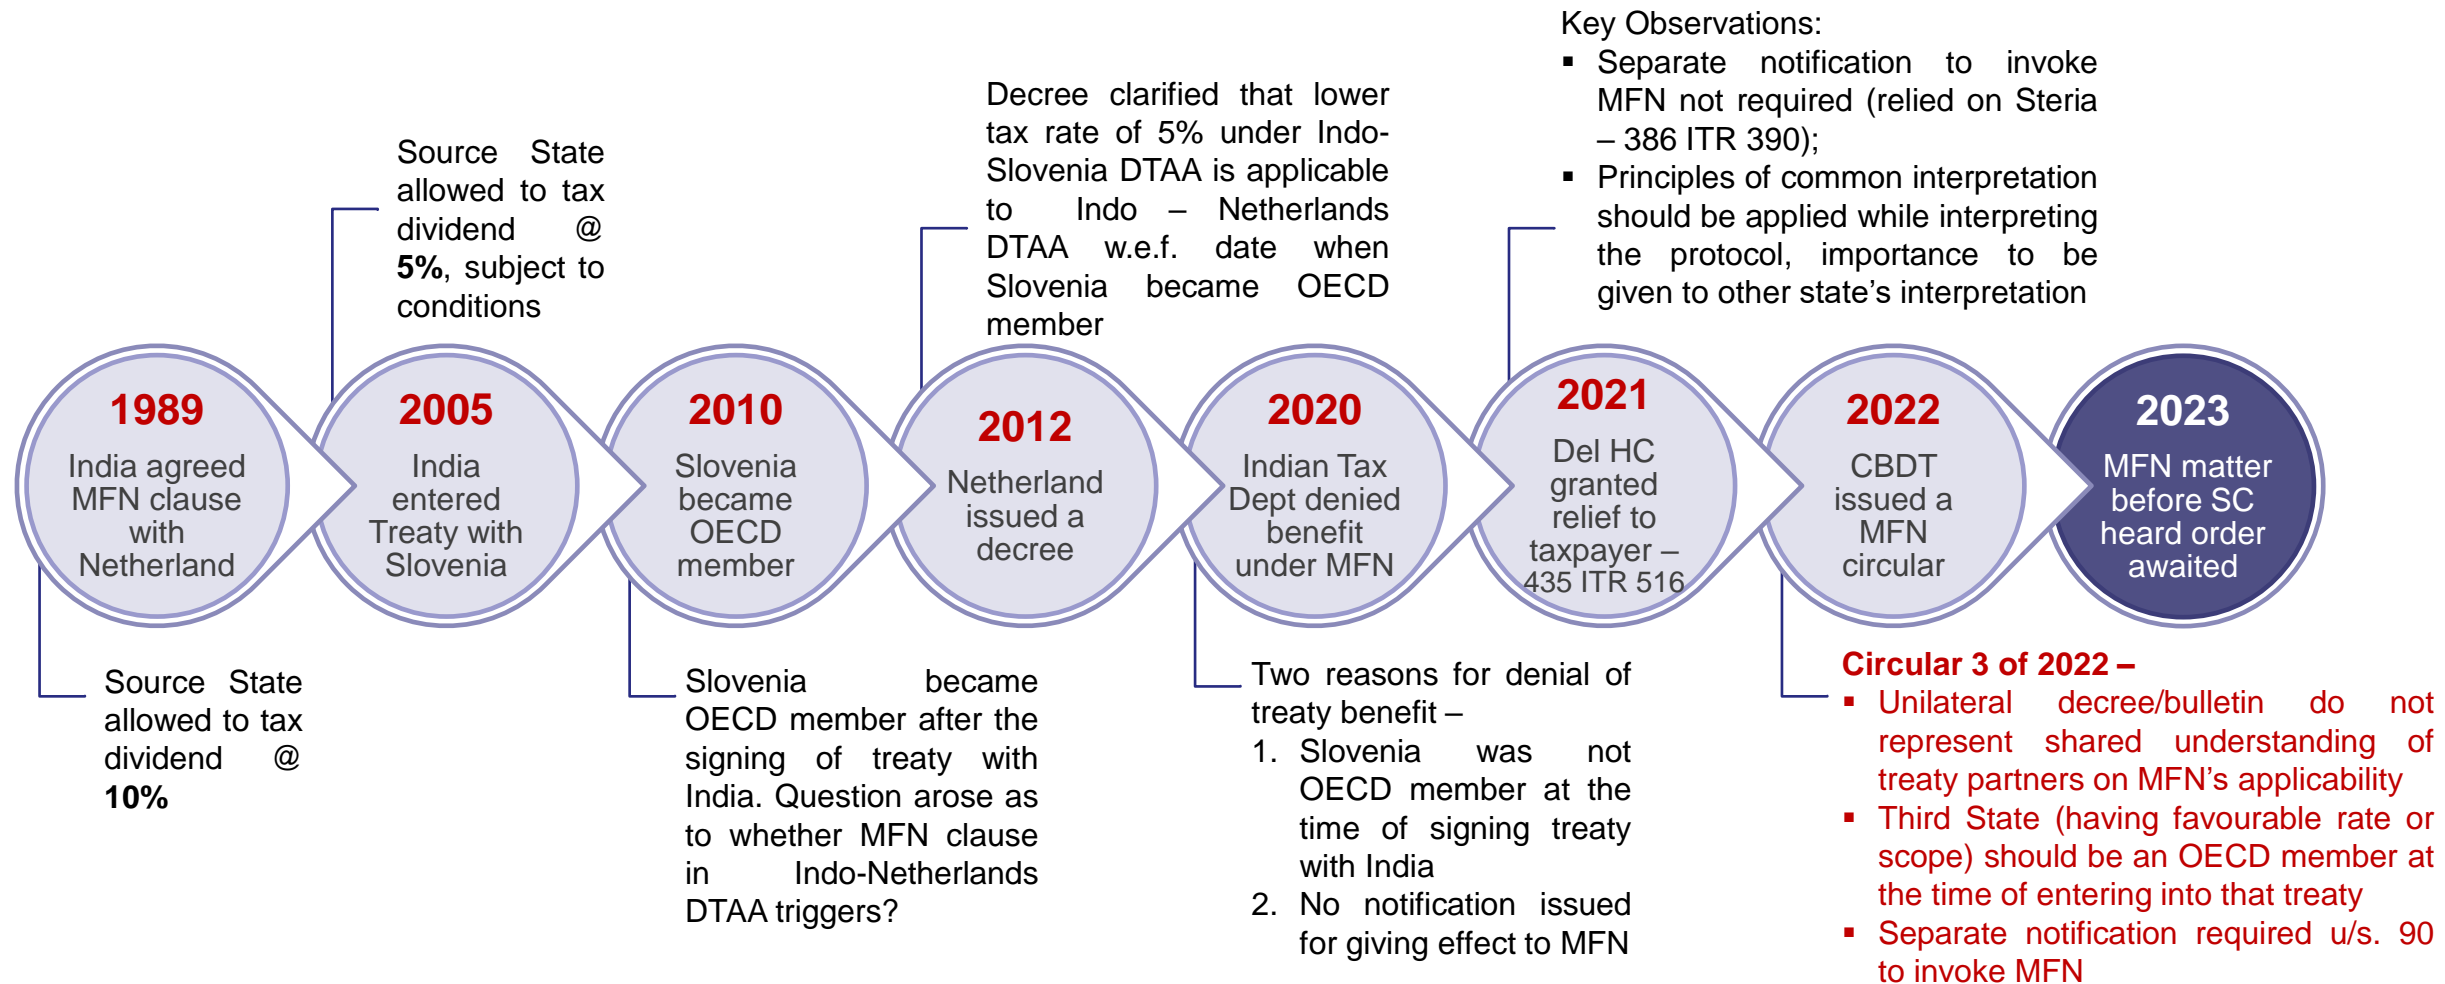 1989
India agreed
MFN clause
with
Netherland
Source State
allowed to tax
dividend @
10%
2005
India
entered
Treaty with
Slovenia
Source State
allowed to tax
dividend @
5%, subject to
conditions
2010
Slovenia
became
OECD
member
Slovenia became
OECD member after the
signing of treaty with
India. Question arose as
to whether MFN clause
in Indo-Netherlands
DTAA triggers?
2012
Netherland
issued a
decree
Decree clarified that lower
tax rate of 5% under Indo-
Slovenia DTAA is applicable
to Indo – Netherlands
DTAA w.e.f. date when
Slovenia became OECD
member
2020
Indian Tax
Dept denied
benefit
under MFN
Two reasons for denial of
treaty benefit –
1. Slovenia was not
OECD member at the
time of signing treaty
with India
2. No notification issued
for giving effect to MFN
2021
Del HC
granted
relief to
taxpayer –
435 ITR 516
Key Observations:
▪ Separate notification to invoke
MFN not required (relied on Steria
– 386 ITR 390);
▪ Principles of common interpretation
should be applied while interpreting
the protocol, importance to be
given to other state’s interpretation
2022
CBDT
issued a
MFN
circular
Circular 3 of 2022 –
▪ Unilateral decree/bulletin do not
represent shared understanding of
treaty partners on MFN’s applicability
▪ Third State (having favourable rate or
scope) should be an OECD member at
the time of entering into that treaty
▪ Separate notification required u/s. 90
to invoke MFN
2023
MFN matter
before SC
heard order
awaited